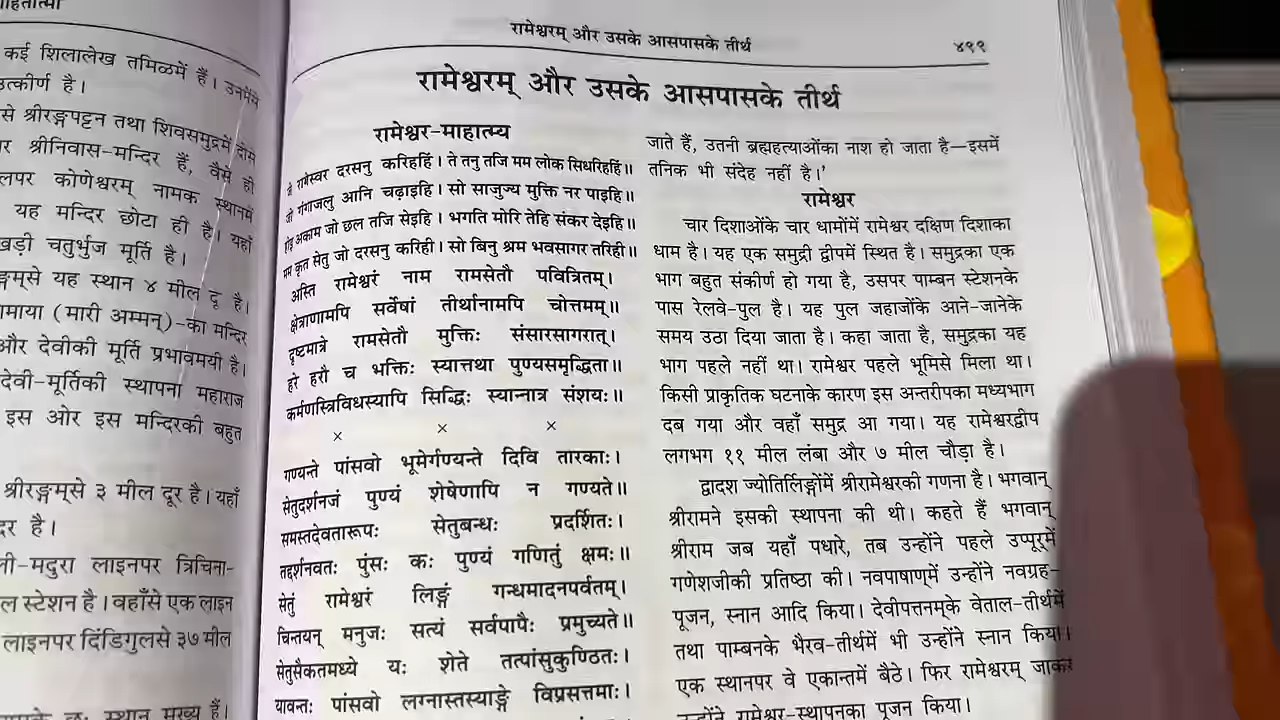 कई शिलालेख तमिळमें हैं। उनमेंसे
उत्कीर्ण है।
से श्रीरङ्गपट्टन तथा शिवसमुद्रमें
श्रीनिवास-मन्दिर हैं, वैसे ही
कोणेश्वरम् नामक स्थानमें
यह मन्दिर छोटा ही है। यहाँ
खड़ी चतुर्भुज मूर्ति है।
यह स्थान ४ मील दू है।
(मारी अम्मन्)-का मन्दिर
और देवीकी मूर्ति प्रभावमयी है।
देवी-मूर्तिकी स्थापना महाराज
इस ओर इस मन्दिरकी बहुत
श्रीरङ्गम्‌से ३ मील दूर है। यहाँ
है।
मदुरा लाइनपर त्रिचिना-
स्टेशन है। वहाँसे एक लाइन
लाइनपर दिंडिगुलसे ३७ मील
छः स्थान मुख्य हैं।
रामेश्वरम् और उसके आसपासके तीर्थ ४९९
रामेश्वरम् और उसके आसपासके तीर्थ
रामेश्वर-माहात्म्य
रामेस्वर दरसनु करिहहिं। ते तनु तजि मम लोक सिधरिहहिं॥
गंगाजलु आनि चढ़ाइहि। सो साजुज्य मुक्ति नर पाइहि॥
अकाम जो छल तजि सेइहि। भगति मोरि तेहि संकर देइहि॥
मम कृत सेतु जो दरसनु करिही। सो बिनु श्रम भवसागर तरिही॥
अस्ति रामेश्वरं नाम रामसेतौ पवित्रितम्।
क्षेत्राणामपि सर्वेषां तीर्थानामपि चोत्तमम्॥
दृष्टमात्रे रामसेतौ मुक्तिः संसारसागरात्।
हरे हरौ च भक्तिः स्यात्तथा पुण्यसमृद्धिता॥
कर्मणस्त्रिविधस्यापि सिद्धिः स्यान्नात्र संशयः॥
× × ×
गण्यन्ते पांसवो भूमेर्गण्यन्ते दिवि तारकाः।
सेतुदर्शनजं पुण्यं शेषेणापि न गण्यते॥
समस्तदेवतारूपः सेतुबन्धः प्रदर्शितः।
तद्दर्शनवतः पुंसः कः पुण्यं गणितुं क्षमः॥
सेतुं रामेश्वरं लिङ्गं गन्धमादनपर्वतम्।
चिन्तयन् मनुजः सत्यं सर्वपापैः प्रमुच्यते॥
सेतुसैकतमध्ये यः शेते तत्पांसुकुण्ठितः।
यावन्तः पांसवो लग्नास्तस्याङ्गे विप्रसत्तमाः।
जाते हैं, उतनी ब्रह्महत्याओंका नाश हो जाता है—इसमें
तनिक भी संदेह नहीं है।'
रामेश्वर
चार दिशाओंके चार धामोंमें रामेश्वर दक्षिण दिशाका
धाम है। यह एक समुद्री द्वीपमें स्थित है। समुद्रका एक
भाग बहुत संकीर्ण हो गया है, उसपर पाम्बन स्टेशनके
पास रेलवे-पुल है। यह पुल जहाजोंके आने-जानेके
समय उठा दिया जाता है। कहा जाता है, समुद्रका यह
भाग पहले नहीं था। रामेश्वर पहले भूमिसे मिला था।
किसी प्राकृतिक घटनाके कारण इस अन्तरीपका मध्यभाग
दब गया और वहाँ समुद्र आ गया। यह रामेश्वरद्वीप
लगभग ११ मील लंबा और ७ मील चौड़ा है।
द्वादश ज्योतिर्लिङ्गोंमें श्रीरामेश्वरकी गणना है। भगवान्
श्रीरामने इसकी स्थापना की थी। कहते हैं भगवान्
श्रीराम जब यहाँ पधारे, तब उन्होंने पहले उप्पूरमें
गणेशजीकी प्रतिष्ठा की। नवपाषाणम्‌में उन्होंने नवग्रह-
पूजन, स्नान आदि किया। देवीपत्तनम्‌के वेताल-तीर्थमें
तथा पाम्बनके भैरव-तीर्थमें भी उन्होंने स्नान किया।
एक स्थानपर वे एकान्तमें बैठे। फिर रामेश्वरम् जाकर
उन्होंने रामेश्वर-स्थापनका पूजन किया।